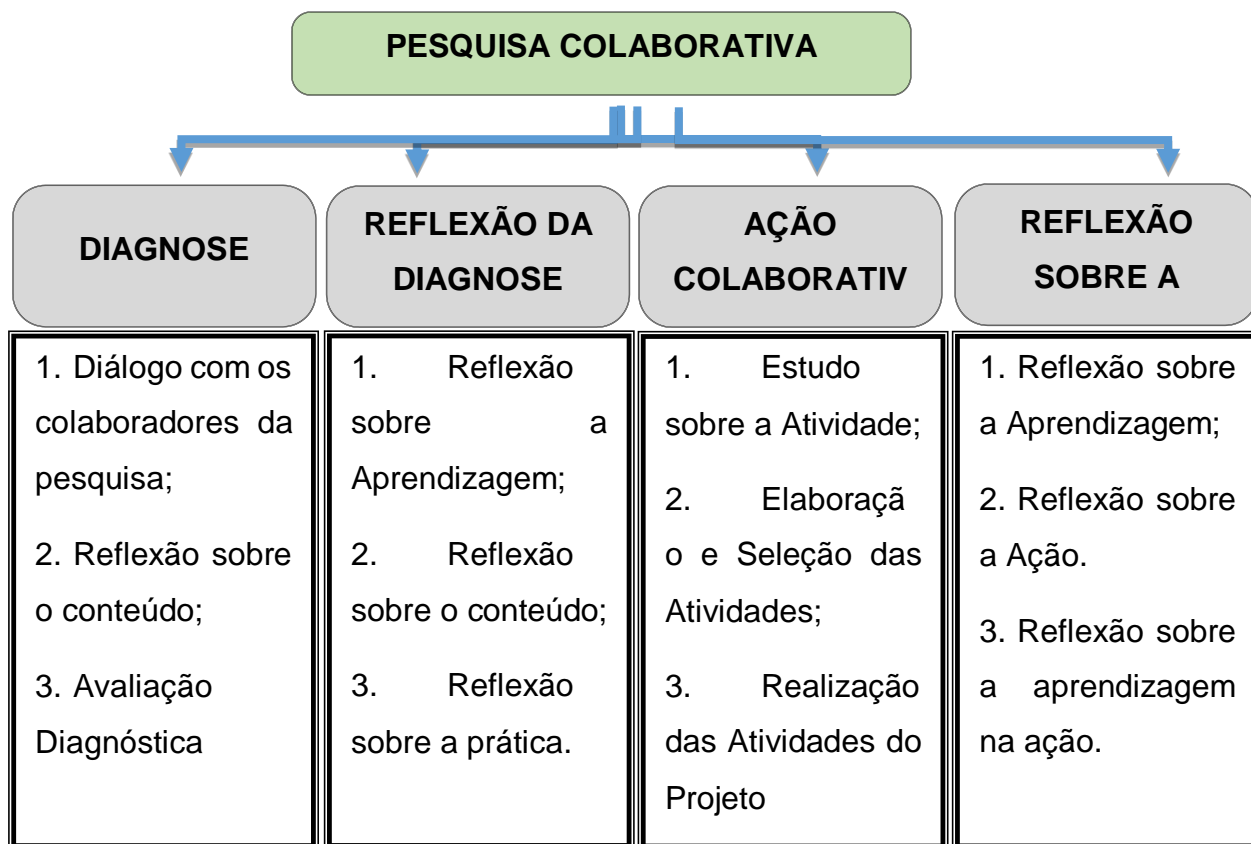 PESQUISA COLABORATIVA
DIAGNOSE
1. Diálogo com os
colaboradores da
pesquisa;
2. Reflexão sobre
o conteúdo;
3. Avaliação
Diagnóstica
REFLEXÃO DA
DIAGNOSE
1. Reflexão
sobre a
Aprendizagem;
2. Reflexão
sobre o conteúdo;
3. Reflexão
sobre a prática.
AÇÃO
COLABORATIV
1. Estudo
sobre a Atividade;
2. Elaboraçã
o e Seleção das
Atividades;
3. Realização
das Atividades do
Projeto
REFLEXÃO
SOBRE A
1. Reflexão sobre
a Aprendizagem;
2. Reflexão sobre
a Ação.
3. Reflexão sobre
a aprendizagem
na ação.